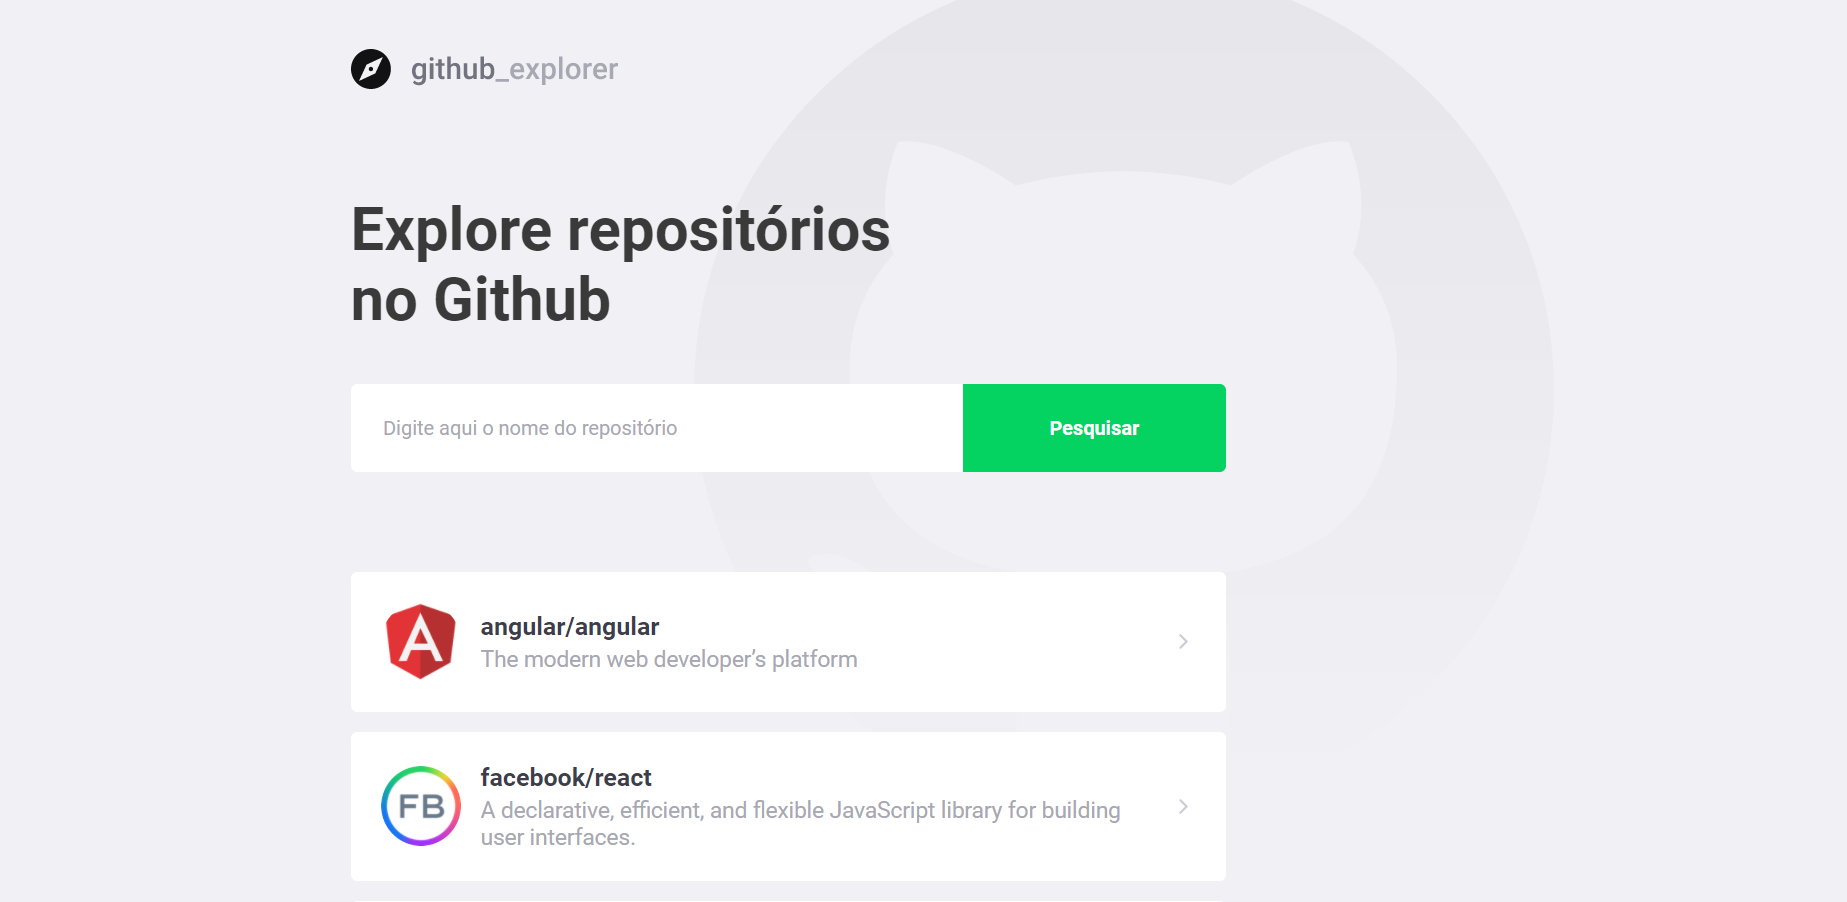 github_explorer
Explore repositórios
no Github
Digite aqui o nome do repositório
Pesquisar
angular/angular
The modern web developer’s platform
FB
facebook/react
A declarative, efficient, and flexible JavaScript library for building
user interfaces.